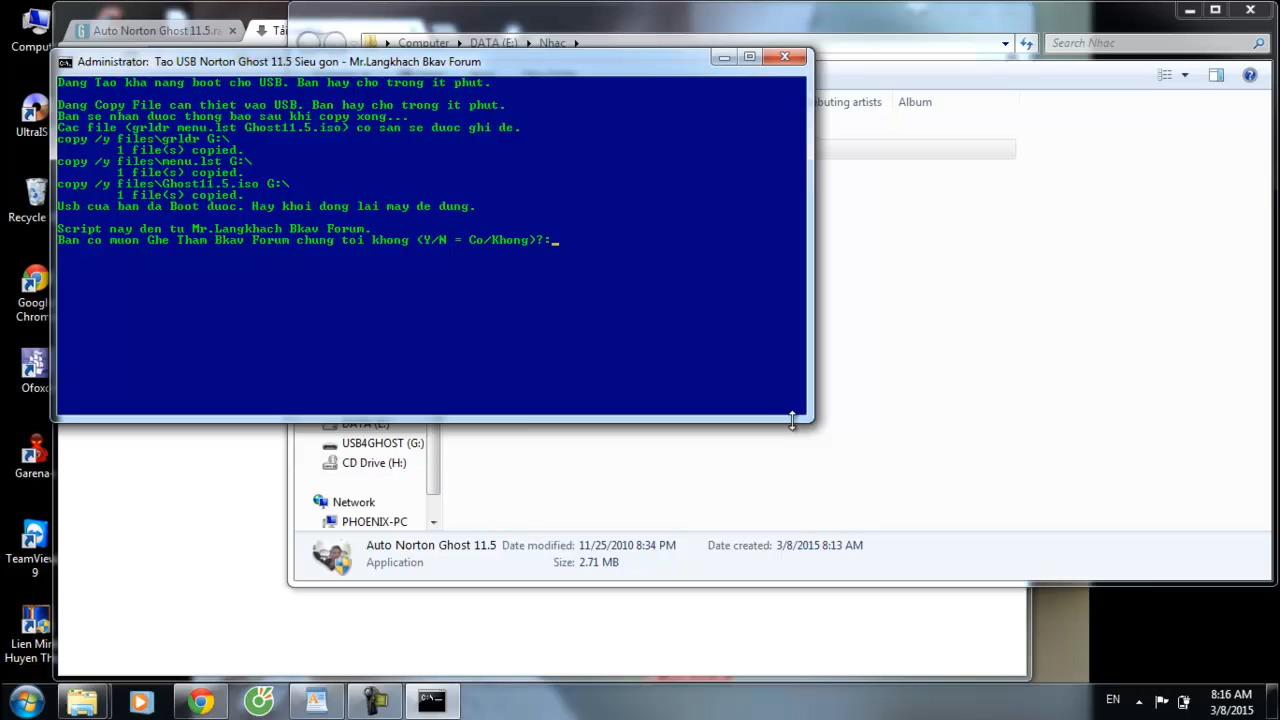 Auto Norton Ghost 11.5.ra
Tải
Comput
Computer
DATA (E:)
Nhac
Search Nhac
Administrator: Tao USB Norton Ghost 11.5 Sieu gon - Mr.Langkhach Bkav Forum
C:\
Dang Tao kha nang boot cho USB. Ban hay cho trong it phut.
Dang Copy File can thiet vao USB. Ban hay cho trong it phut.
Ban se nhan duoc thong bao sau khi copy xong...
Cac file (grldr menu.lst Ghost11.5.iso) co san se duoc ghi de.
copy /y files\grldr G:\
1 file(s) copied.
copy /y files\menu.lst G:\
1 file(s) copied.
copy /y files\Ghost11.5.iso G:\
1 file(s) copied.
Usb cua ban da Boot duoc. Hay khoi dong lai may de dung.
Script nay den tu Mr.Langkhach Bkav Forum.
Ban co muon Ghe Tham Bkav Forum chung toi khong (Y/N = Co/Khong)?:_
ibuting artists
Album
UltraIS
Recycle
Googl
Chrom
Ofoxc
Garena
TeamView
9
Lien Min
Huyen Th
DATA (E:)
USB4GHOST (G:)
CD Drive (H:)
Network
PHOENIX-PC
Auto Norton Ghost 11.5
Date modified: 11/25/2010 8:34 PM
Date created: 3/8/2015 8:13 AM
Application
Size: 2.71 MB
C:\
EN
8:16 AM
3/8/2015